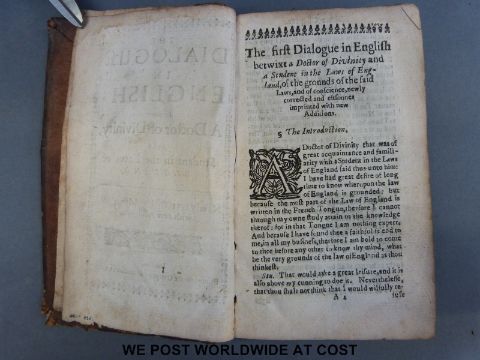 The first Dialogue in English
betwixt a Doctor of Divinity and
a Student in the Laws of Eng-
land, of the grounds of the said
Laws, and of conscience, newly
corrected and eftsoones
imprinted with new
Additions.
§ The Introduction.
A Doctor of Divinity that was of
great acquaintance and famili-
arity with a Student in the Laws
of England said thus unto him:
I have had great desire of long
time to know whereupon the law
of England is grounded; but
because the most part of the Law of England is
written in the French Tongue, therefore I cannot
through my owne study attain to the knowledge
thereof: for in that Tongue I am nothing expert.
And because I have found thee a faithful friend to
me, in all my business, therefore I am bold to come
to thee before any other to know thy mind, what
be the very grounds of the law of England as thou
thinkest.
Stu. That would aske a great leisure, and it is
also above my cunning to doe it. Neverthelesse,
that thou shalt not think that I would wilfully re-
A 2
fuse
WE POST WORLDWIDE AT COST